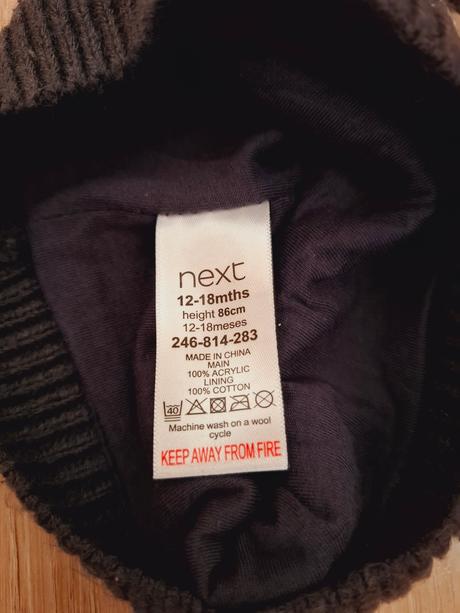 next
12-18mths
height 86cm
12-18meses
246-814-283
MADE IN CHINA
MAIN
100% ACRYLIC
LINING
100% COTTON
40
Machine wash on a wool
cycle
KEEP AWAY FROM FIRE